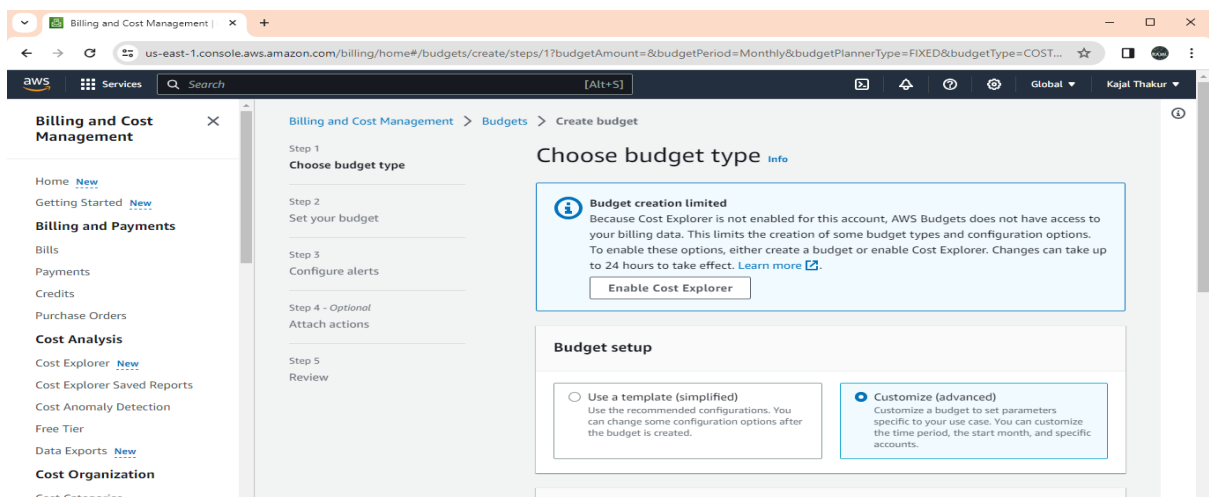 Billing and Cost Management |
us-east-1.console.aws.amazon.com/billing/home#/budgets/create/steps/1?budgetAmount=&budgetPeriod=Monthly&budgetPlannerType=FIXED&budgetType=COST...
aws Services Search [Alt+S] Global Kajal Thakur
Billing and Cost
Management
Home New
Getting Started New
Billing and Payments
Bills
Payments
Credits
Purchase Orders
Cost Analysis
Cost Explorer New
Cost Explorer Saved Reports
Cost Anomaly Detection
Free Tier
Data Exports New
Cost Organization
Cost Categories
Billing and Cost Management > Budgets > Create budget
Step 1
Choose budget type
Step 2
Set your budget
Step 3
Configure alerts
Step 4 - Optional
Attach actions
Step 5
Review
Choose budget type Info
Budget creation limited
Because Cost Explorer is not enabled for this account, AWS Budgets does not have access to
your billing data. This limits the creation of some budget types and configuration options.
To enable these options, either create a budget or enable Cost Explorer. Changes can take up
to 24 hours to take effect. Learn more.
Enable Cost Explorer
Budget setup
Use a template (simplified)
Use the recommended configurations. You
can change some configuration options after
the budget is created.
Customize (advanced)
Customize a budget to set parameters
specific to your use case. You can customize
the time period, the start month, and specific
accounts.